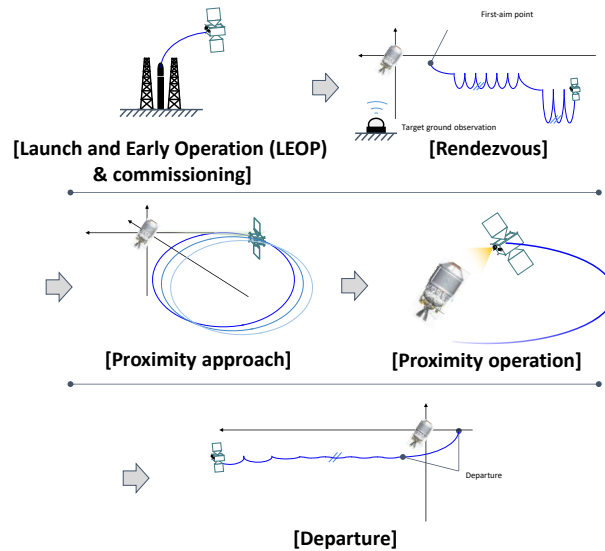 First-aim point
Target ground observation
[Launch and Early Operation (LEOP)
& commissioning]
[Rendezvous]
[Proximity approach]
[Proximity operation]
Departure
[Departure]